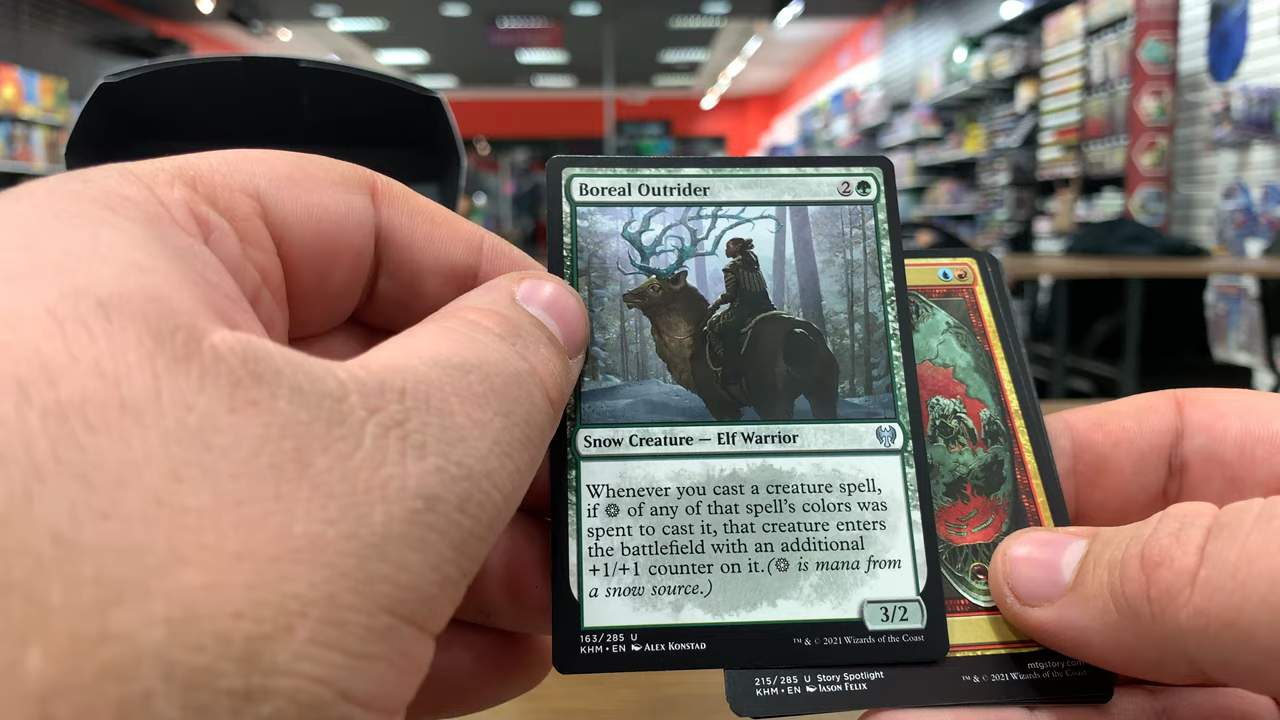 Boreal Outrider 2
Snow Creature — Elf Warrior
Whenever you cast a creature spell,
if of any of that spell's colors was
spent to cast it, that creature enters
the battlefield with an additional
+1/+1 counter on it. ( is mana from
a snow source.)
3/2
163/285 U
KHM • EN ALEX KONSTAD
™ & © 2021 Wizards of the Coast
mtgstory.com
215/285 U Story Spotlight
KHM • EN JASON FELIX
™ & © 2021 Wizards of the Coast